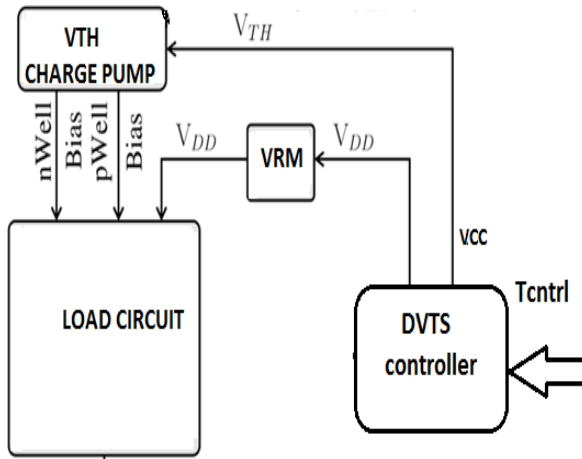 VTH
CHARGE PUMP
V_TH
nWell
Bias
pWell
Bias
V_DD
VRM
V_DD
VCC
Tcntrl
LOAD CIRCUIT
DVTS
controller